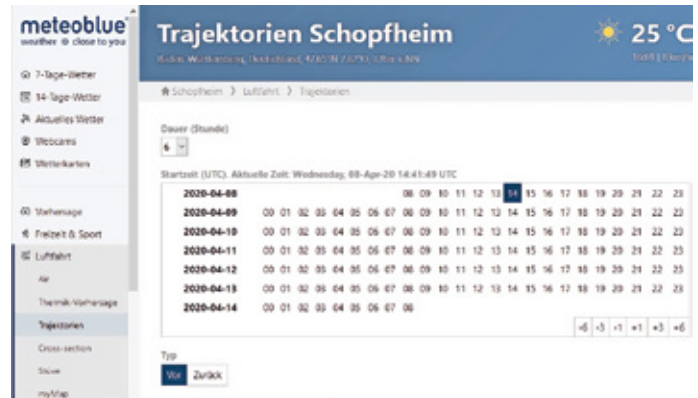 meteoblue
weather close to you
7-Tage-Wetter
14-Tage-Wetter
Aktuelles Wetter
Webcams
Wetterkarten
Vorhersage
Freizeit & Sport
Luftfahrt
Air
Thermik-Vorhersage
Trajektorien
Cross-section
Stüve
myMap
Trajektorien Schopfheim
25 °C
Baden-Württemberg, Deutschland,
Schopfheim > Luftfahrt > Trajektorien
Dauer (Stunde)
6
Startzeit (UTC). Aktuelle Zeit: Wednesday, 08-Apr-20 14:41:49 UTC
2020-04-08 08 09 10 11 12 13 14 15 16 17 18 19 20 21 22 23
2020-04-09 00 01 02 03 04 05 06 07 08 09 10 11 12 13 14 15 16 17 18 19 20 21 22 23
2020-04-10 00 01 02 03 04 05 06 07 08 09 10 11 12 13 14 15 16 17 18 19 20 21 22 23
2020-04-11 00 01 02 03 04 05 06 07 08 09 10 11 12 13 14 15 16 17 18 19 20 21 22 23
2020-04-12 00 01 02 03 04 05 06 07 08 09 10 11 12 13 14 15 16 17 18 19 20 21 22 23
2020-04-13 00 01 02 03 04 05 06 07 08 09 10 11 12 13 14 15 16 17 18 19 20 21 22 23
2020-04-14 00 01 02 03 04 05 06 07 08
-6 -3 -1 +1 +3 +6
Typ
Vor Zurück